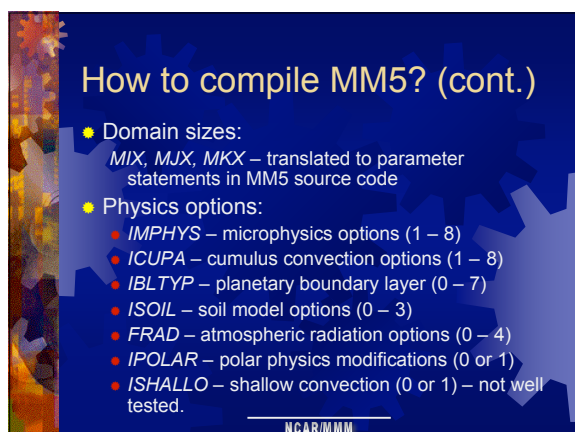 How to compile MM5? (cont.)
Domain sizes:
MIX, MJX, MKX – translated to parameter
statements in MM5 source code
Physics options:
IMPHYS – microphysics options (1 – 8)
ICUPA – cumulus convection options (1 – 8)
IBLTYP – planetary boundary layer (0 – 7)
ISOIL – soil model options (0 – 3)
FRAD – atmospheric radiation options (0 – 4)
IPOLAR – polar physics modifications (0 or 1)
ISHALLO – shallow convection (0 or 1) – not well
tested.
NCAR/MMM